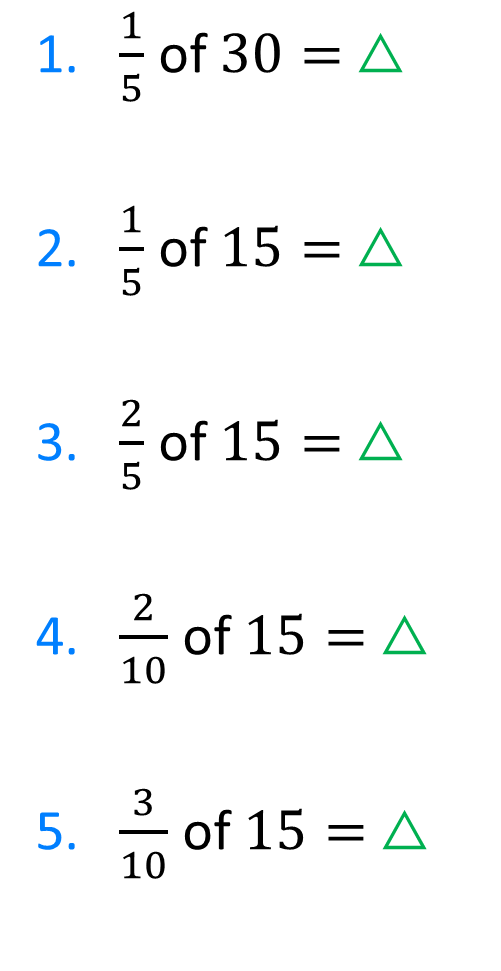 1. 1/5 of 30 = △
2. 1/5 of 15 = △
3. 2/5 of 15 = △
4. 2/10 of 15 = △
5. 3/10 of 15 = △